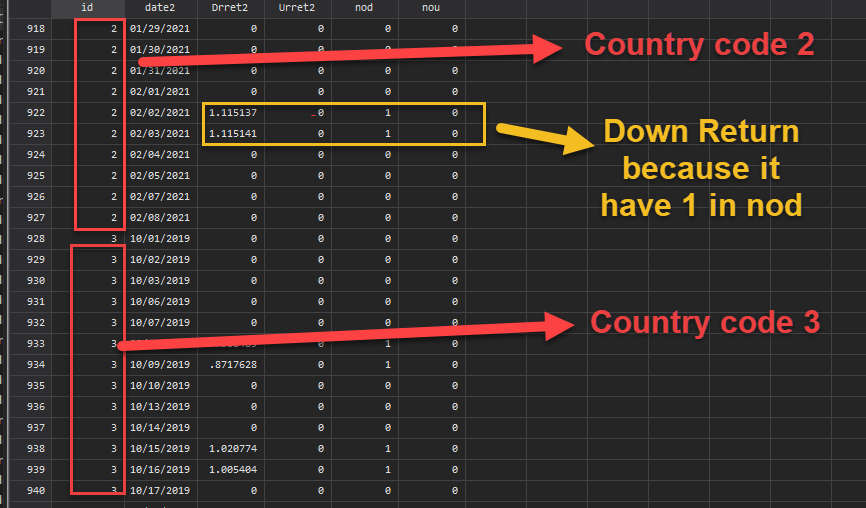 id date2 Drret2 Urret2 nod nou
918 2 01/29/2021 0 0 0 0
919 2 01/30/2021 0 0 0 0
920 2 01/31/2021 0 0 0 0
Country code 2
921 2 02/01/2021 0 0 0 0
922 2 02/02/2021 1.115137 0 1 0
923 2 02/03/2021 1.115141 0 1 0
924 2 02/04/2021 0 0 0 0
925 2 02/05/2021 0 0 0 0
926 2 02/07/2021 0 0 0 0
927 2 02/08/2021 0 0 0 0
Down Return
because it
have 1 in nod
928 3 10/01/2019 0 0 0 0
929 3 10/02/2019 0 0 0 0
930 3 10/03/2019 0 0 0 0
931 3 10/06/2019 0 0 0 0
932 3 10/07/2019 0 0 0 0
933 3 0 1 0
Country code 3
934 3 10/09/2019 .8717628 0 1 0
935 3 10/10/2019 0 0 0 0
936 3 10/13/2019 0 0 0 0
937 3 10/14/2019 0 0 0 0
938 3 10/15/2019 1.020774 0 1 0
939 3 10/16/2019 1.005404 0 1 0
940 3 10/17/2019 0 0 0 0